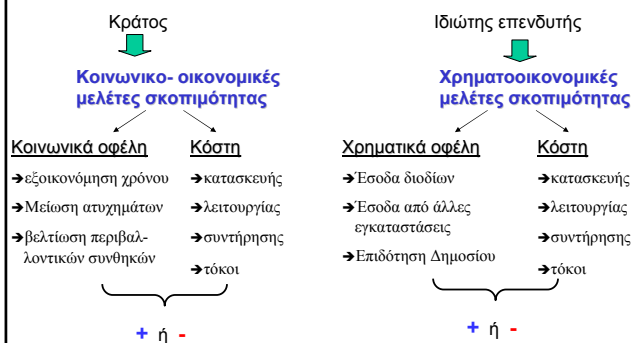 Κράτος
Κοινωνικο- οικονομικές
μελέτες σκοπιμότητας
Κοινωνικά οφέλη
➔εξοικονόμηση χρόνου
➔Μείωση ατυχημάτων
➔βελτίωση περιβαλ-
λοντικών συνθηκών
Κόστη
➔κατασκευής
➔λειτουργίας
➔συντήρησης
➔τόκοι
+ ή -
Ιδιώτης επενδυτής
Χρηματοοικονομικές
μελέτες σκοπιμότητας
Χρηματικά οφέλη
➔Έσοδα διοδίων
➔Έσοδα από άλλες
εγκαταστάσεις
➔Επιδότηση Δημοσίου
Κόστη
➔κατασκευής
➔λειτουργίας
➔συντήρησης
➔τόκοι
+ ή -